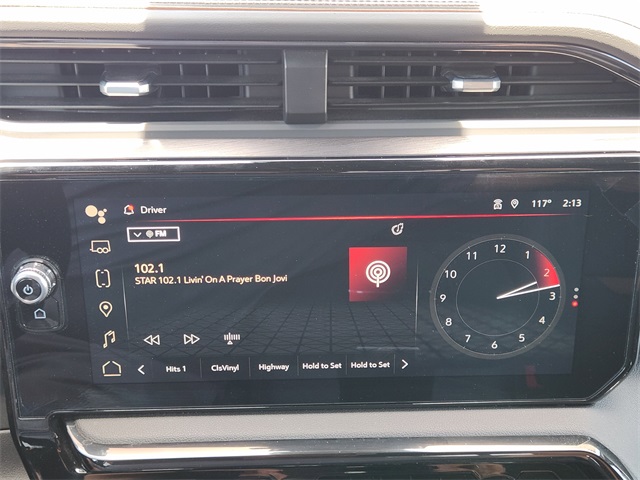 Driver
117° 2:13
FM
102.1
STAR 102.1 Livin' On A Prayer Bon Jovi
12
11 1
10 2
9 3
8 4
7 5
6
Hits 1 ClsVinyl Highway Hold to Set Hold to Set